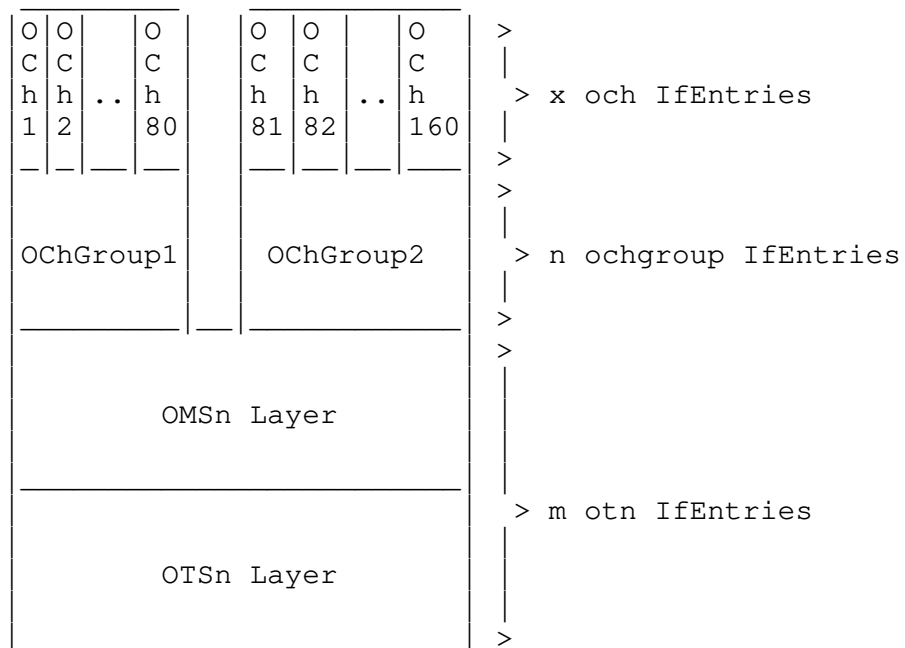 O O O O O O >
C C C C C C
h h .. h h h .. h > x och IfEntries
1 2 80 81 82 160
>
>
OChGroup1 OChGroup2 > n ochgroup IfEntries
>
>
OMSn Layer
> m otn IfEntries
OTSn Layer
>